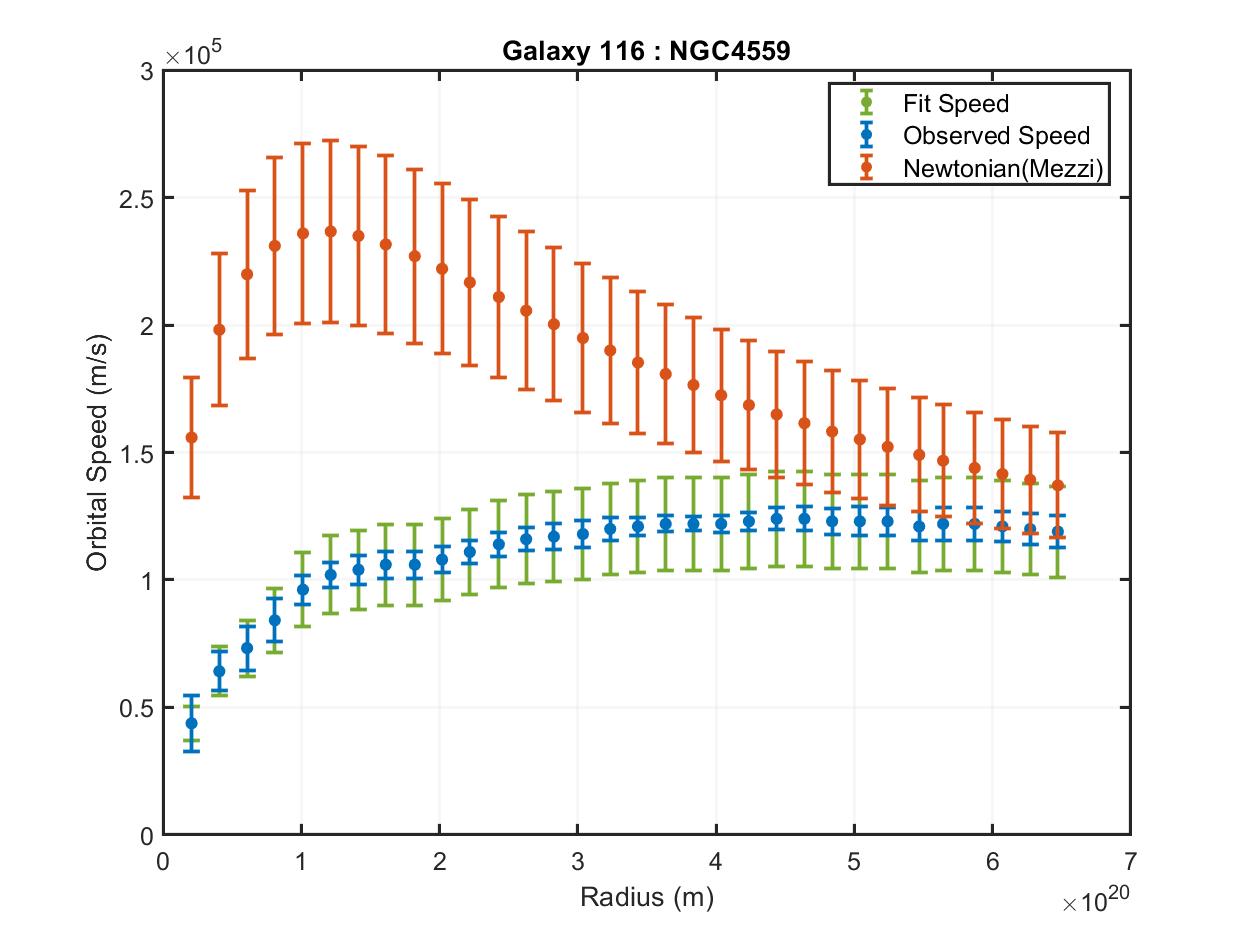 Galaxy 116 : NGC4559
×10^5
3
2.5
2
1.5
1
0.5
0
Orbital Speed (m/s)
Fit Speed
Observed Speed
Newtonian(Mezzi)
0 1 2 3 4 5 6 7
Radius (m)
×10^20